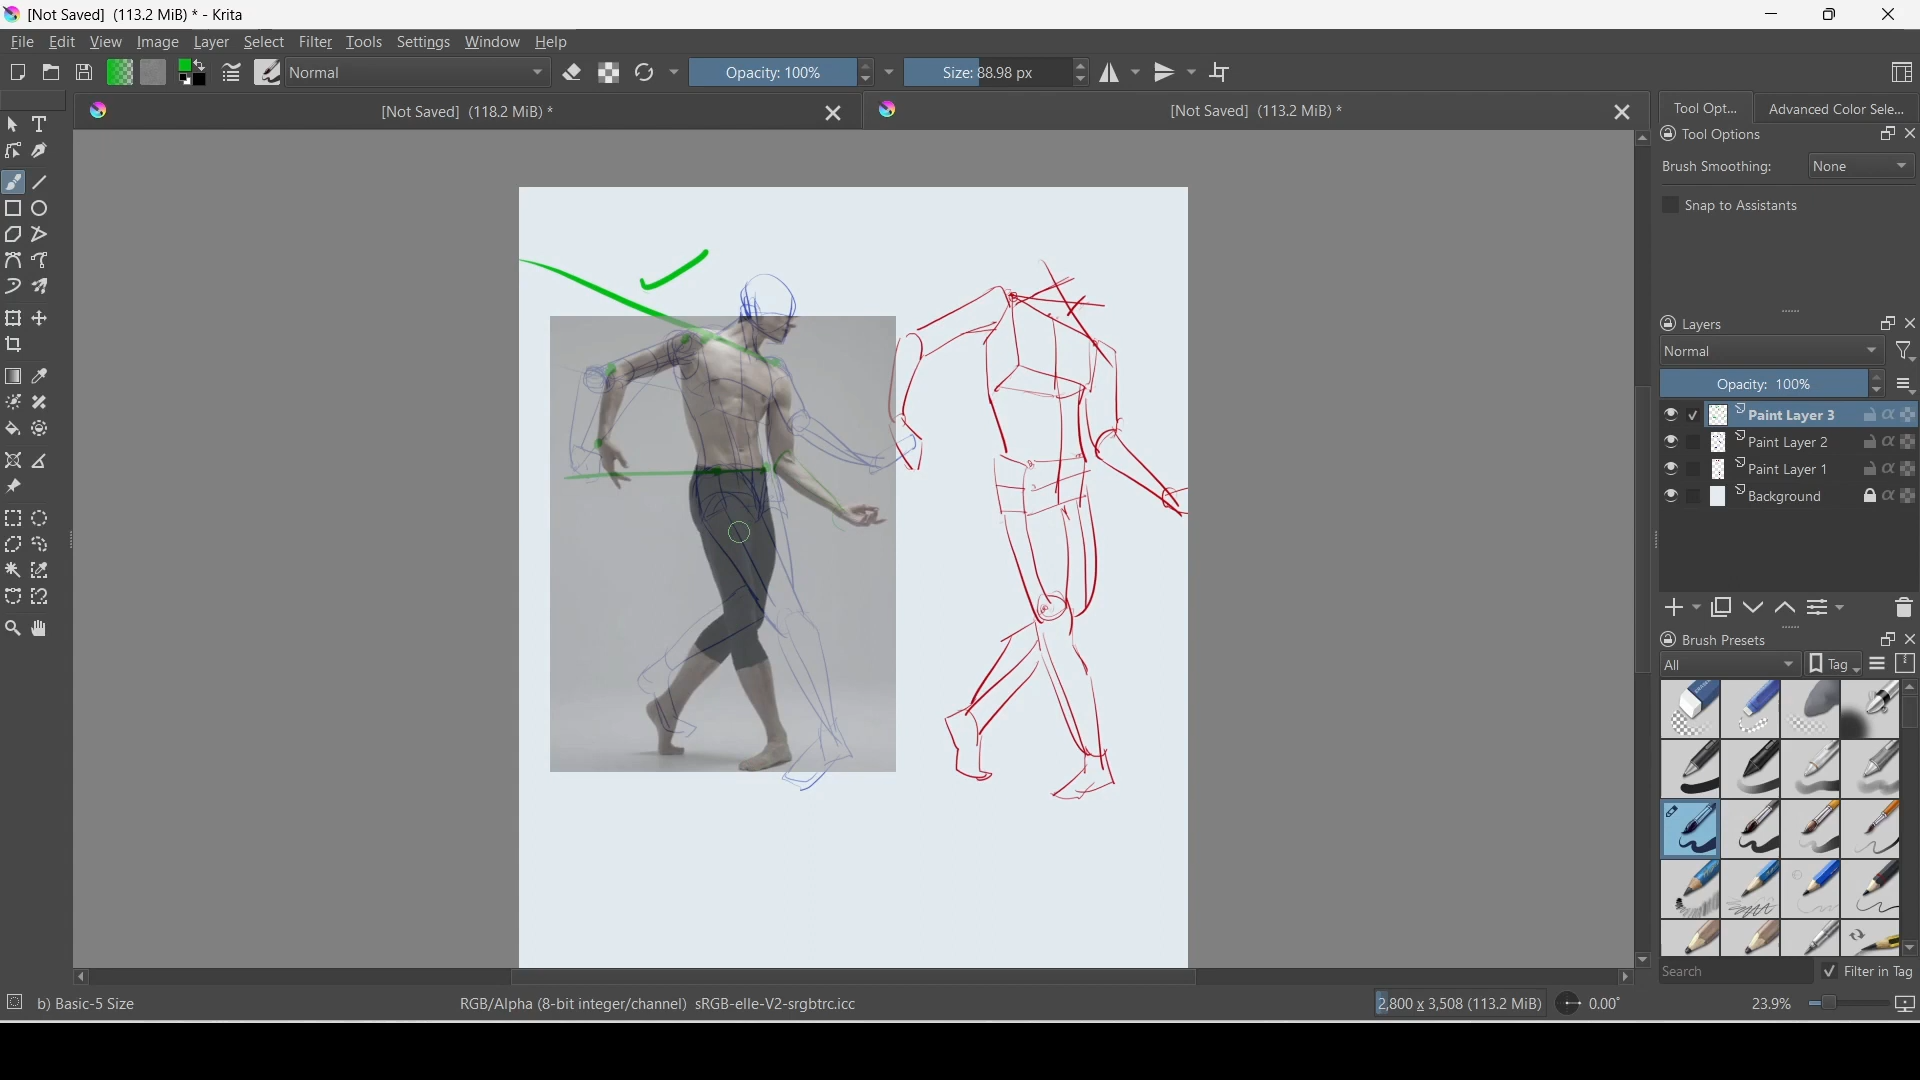 [Not Saved] (113.2 MiB) * - Krita
File Edit View Image Layer Select Filter Tools Settings Window Help
Normal Opacity: 100% Size: 88.98 px
[Not Saved] (118.2 MiB) * [Not Saved] (113.2 MiB) * Tool Opt... Advanced Color Sele...
Tool Options
Brush Smoothing: None
Snap to Assistants
Layers
Normal
Opacity: 100%
Paint Layer 3
Paint Layer 2
Paint Layer 1
Background
Brush Presets
All Tag
Search Filter in Tag
b) Basic-5 Size RGB/Alpha (8-bit integer/channel) sRGB-elle-V2-srgbtrc.icc 2,800 x 3,508 (113.2 MiB) 0.00° 23.9%